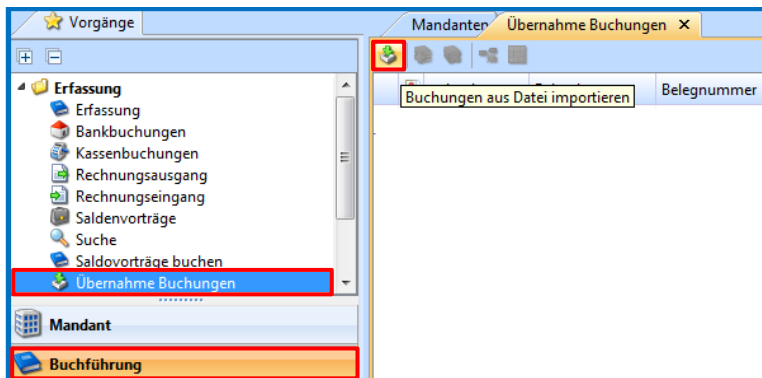 Vorgänge
Mandanten Übernahme Buchungen
Erfassung
Erfassung
Bankbuchungen
Kassenbuchungen
Rechnungsausgang
Rechnungseingang
Saldenvorträge
Suche
Saldovorträge buchen
Übernahme Buchungen
Mandant
Buchführung
Belegnummer
Buchungen aus Datei importieren